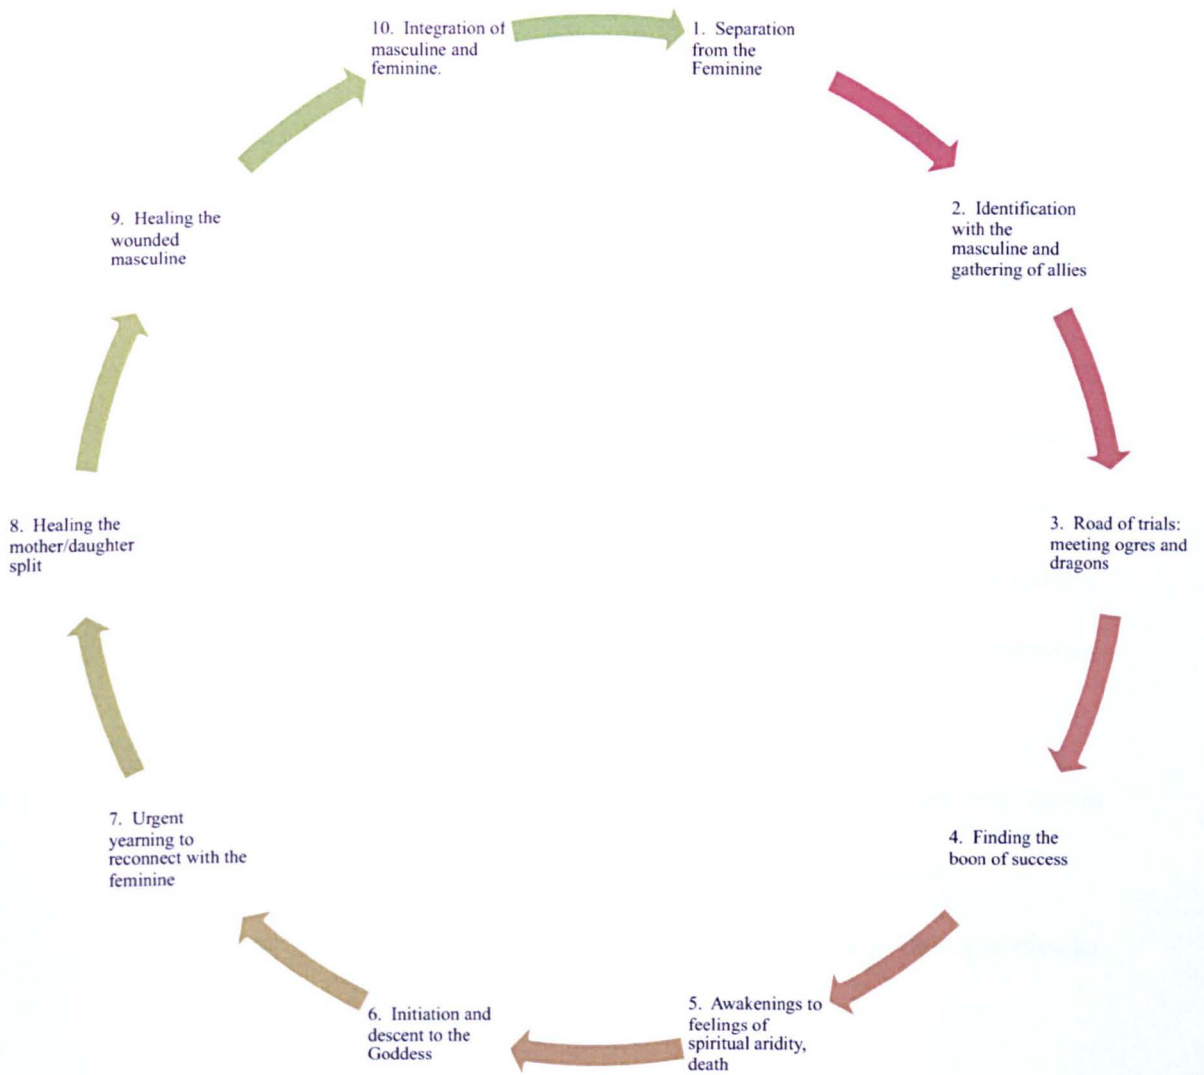 1. Separation
from the
Feminine
2. Identification
with the
masculine and
gathering of allies
3. Road of trials:
meeting ogres and
dragons
4. Finding the
boon of success
5. Awakenings to
feelings of
spiritual aridity,
death
6. Initiation and
descent to the
Goddess
7. Urgent
yearning to
reconnect with the
feminine
8. Healing the
mother/daughter
split
9. Healing the
wounded
masculine
10. Integration of
masculine and
feminine.